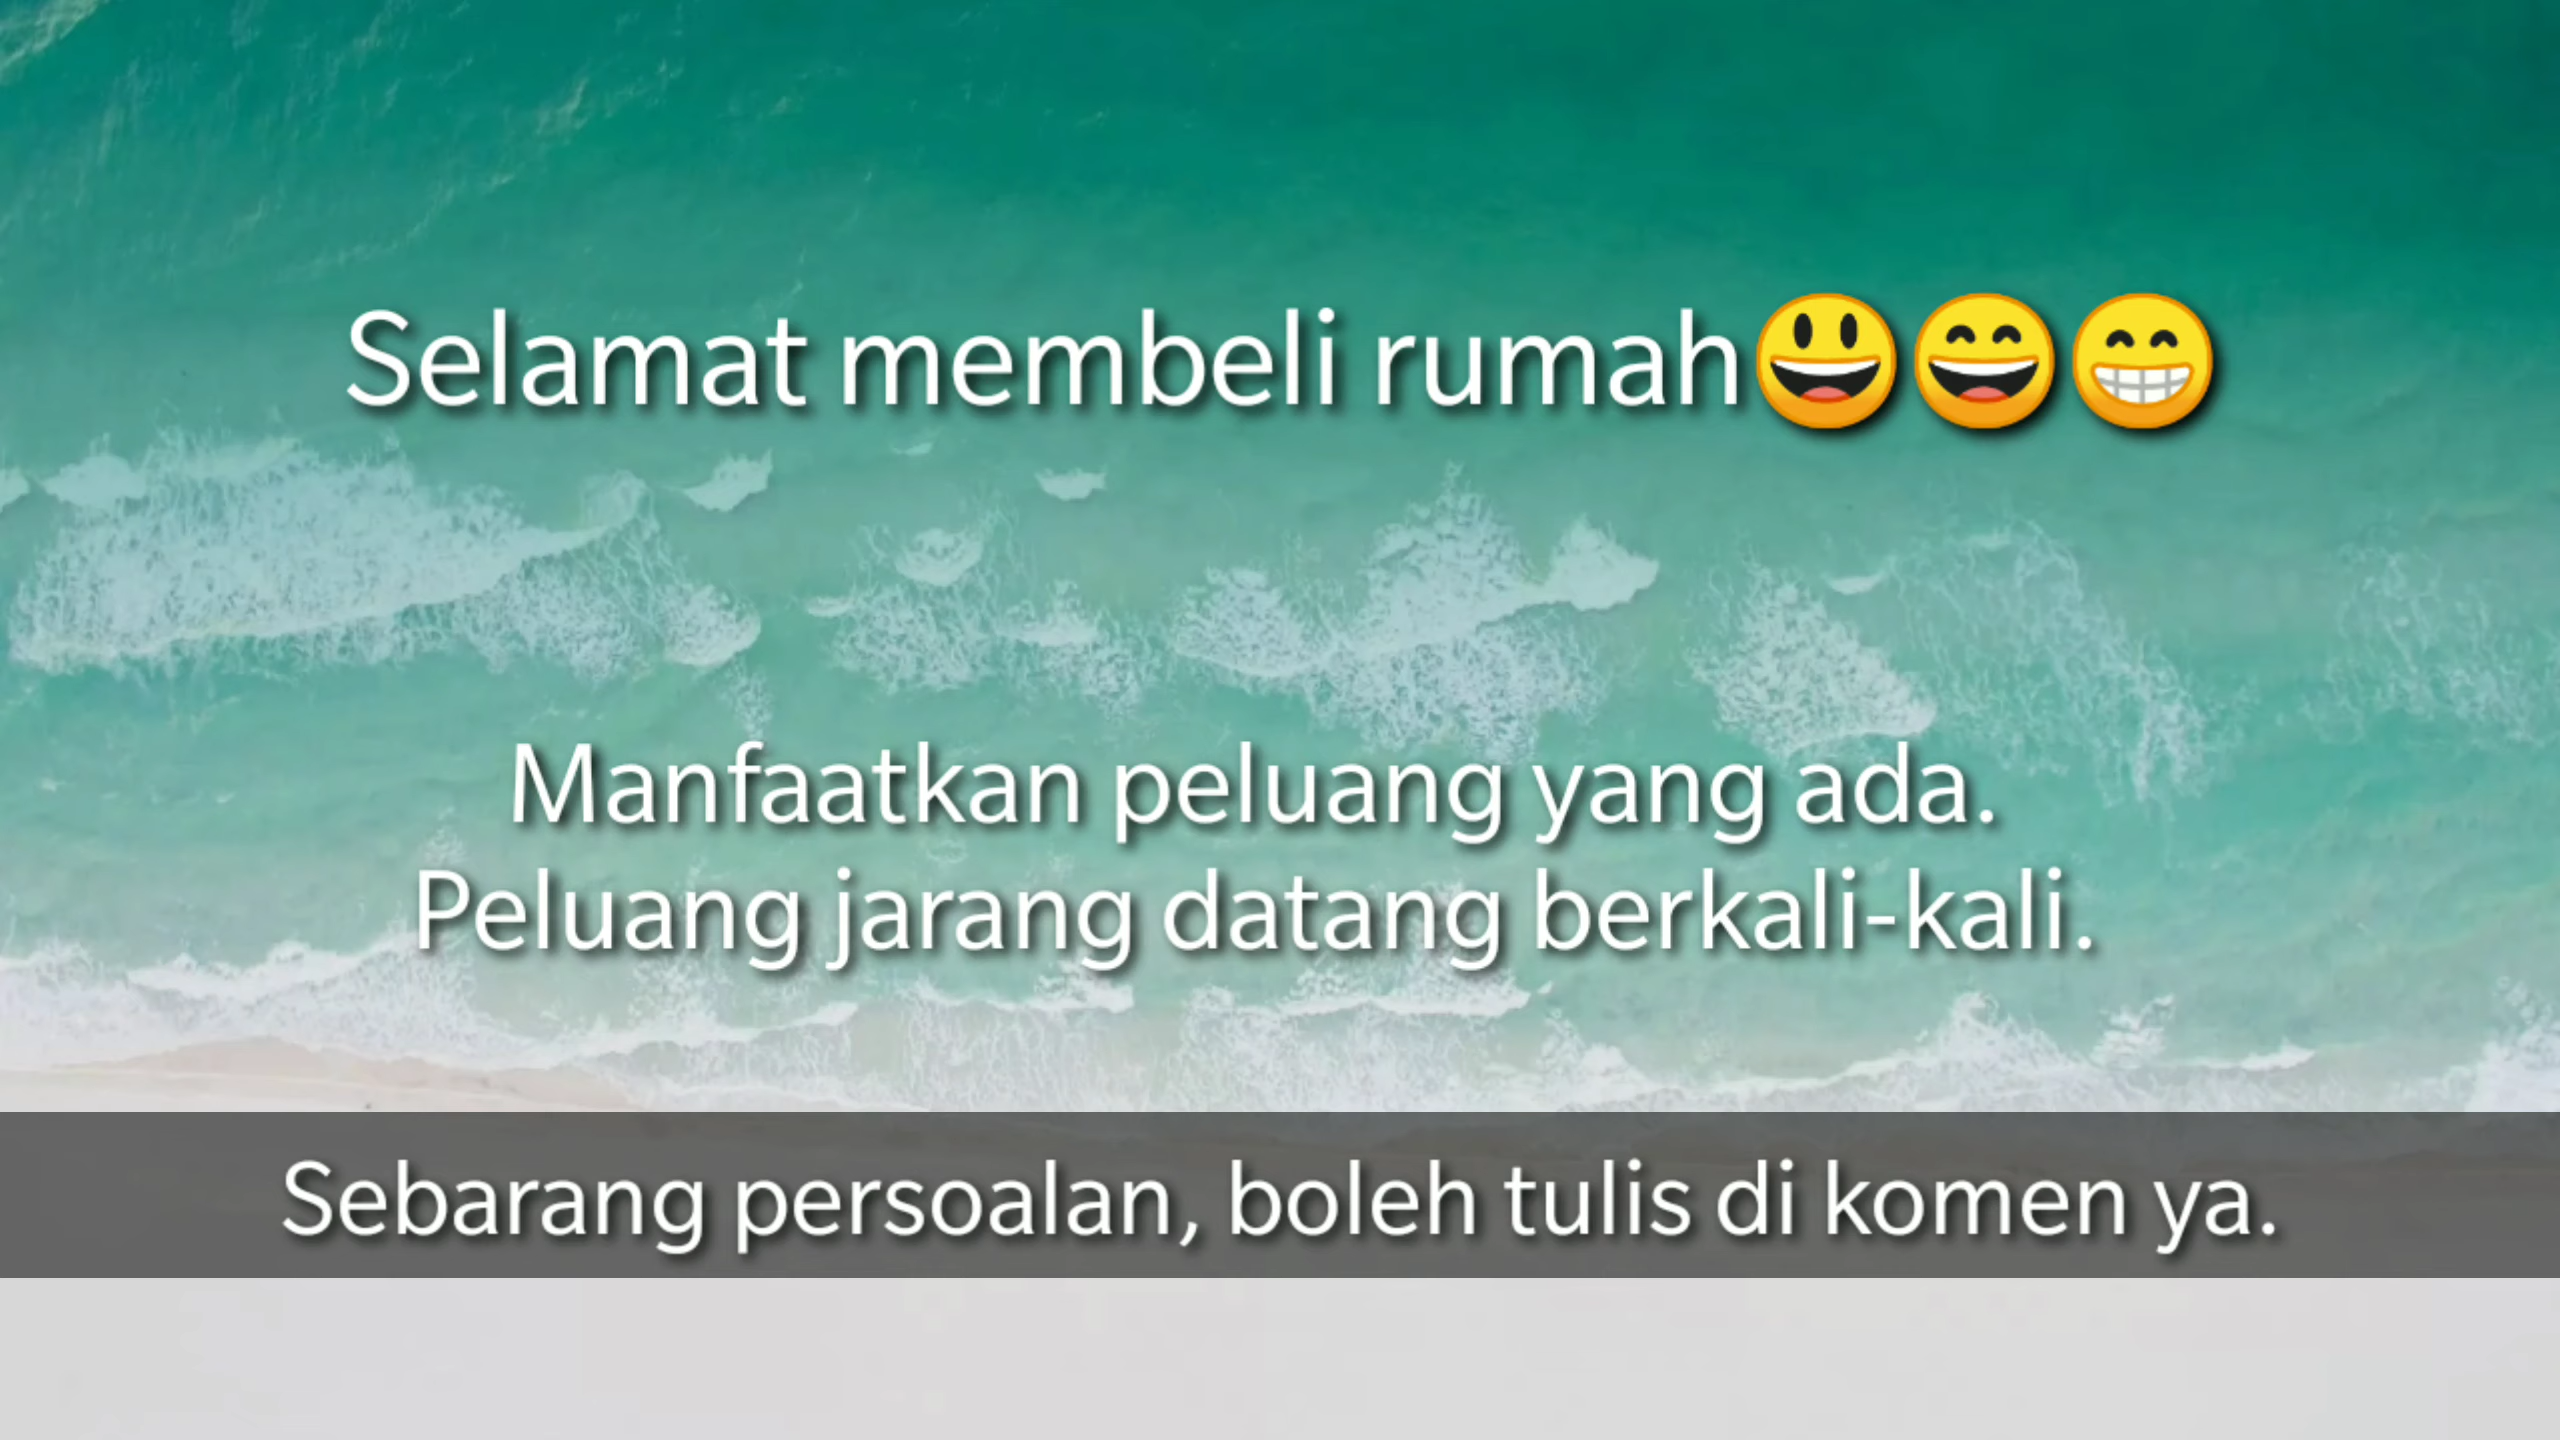 Selamat membeli rumah😃😄😁
Manfaatkan peluang yang ada.
Peluang jarang datang berkali-kali.
Sebarang persoalan, boleh tulis di komen ya.